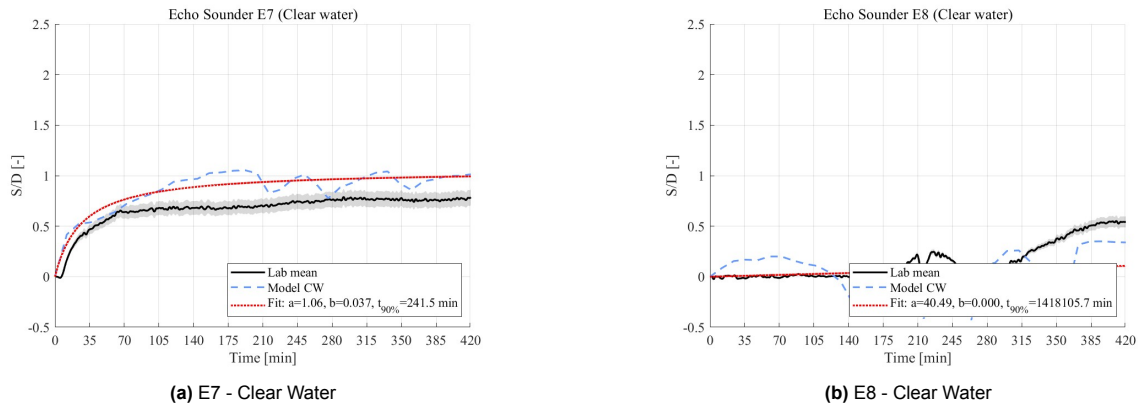 Echo Sounder E7 (Clear water)
2.5
2
1.5
1
0.5
0
-0.5
S/D [-]
Lab mean
Model CW
Fit: a=1.06, b=0.037, t90%=241.5 min
0 35 70 105 140 175 210 245 280 315 350 385 420
Time [min]
(a) E7 - Clear Water
Echo Sounder E8 (Clear water)
2.5
2
1.5
1
0.5
0
-0.5
S/D [-]
Lab mean
Model CW
Fit: a=40.49, b=0.000, t90%=1418105.7 min
0 35 70 105 140 175 210 245 280 315 350 385 420
Time [min]
(b) E8 - Clear Water